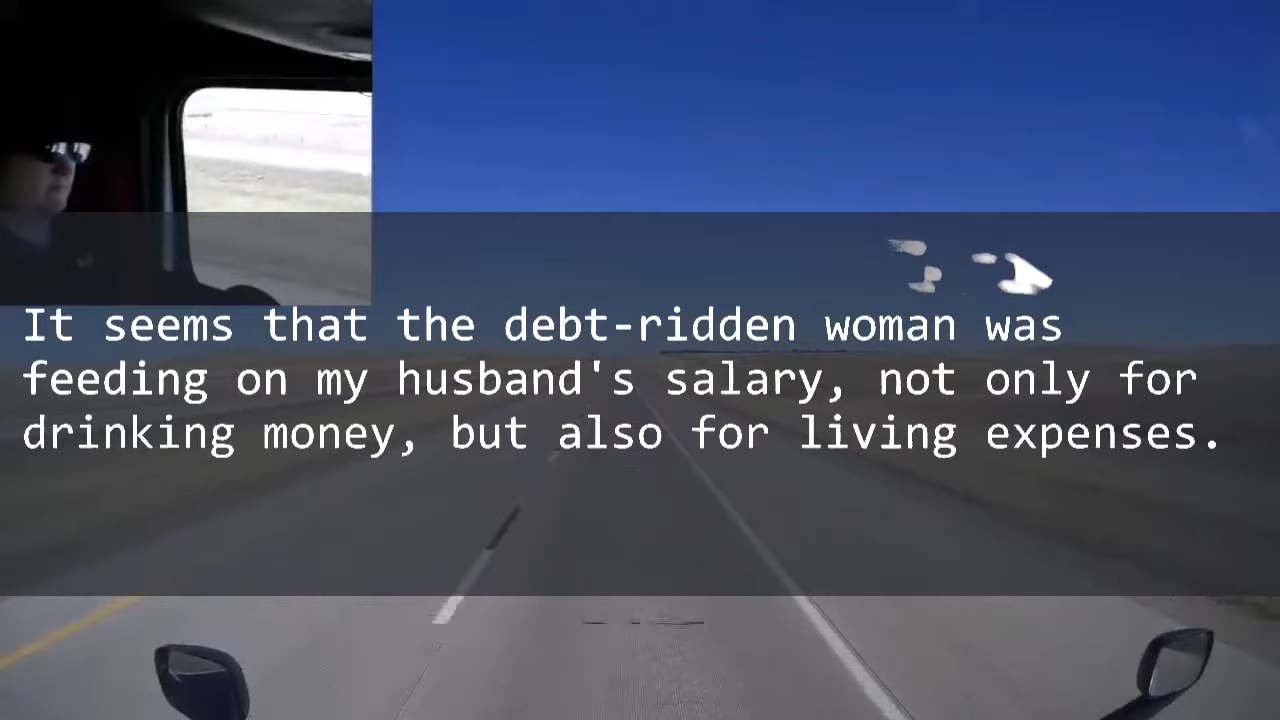 It seems that the debt-ridden woman was
feeding on my husband's salary, not only for
drinking money, but also for living expenses.